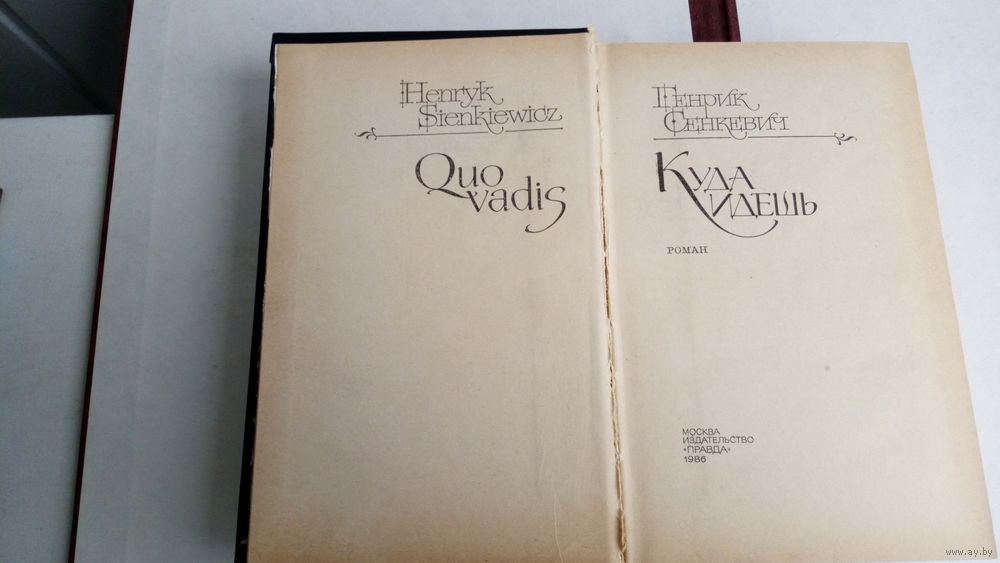 Henryk
Sienkiewicz
Quo
vadis
Генрик
Сенкевич
Куда
идешь
РОМАН
МОСКВА
ИЗДАТЕЛЬСТВО
«ПРАВДА»
1986
www.ay.by